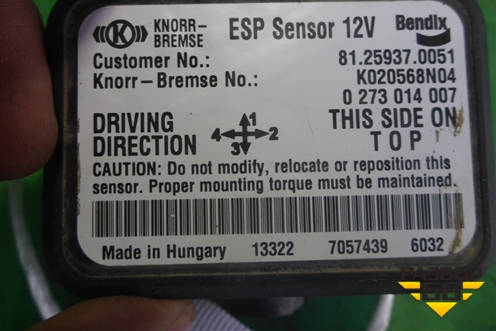 KNORR-BREMSE ESP Sensor 12V Bendix
Customer No.: 81.25937.0051
Knorr-Bremse No.: K020568N04
0 273 014 007
DRIVING DIRECTION 1 2 3 4 THIS SIDE ON TOP
CAUTION: Do not modify, relocate or reposition this
sensor. Proper mounting torque must be maintained.
Made in Hungary 13322 7057439 6032